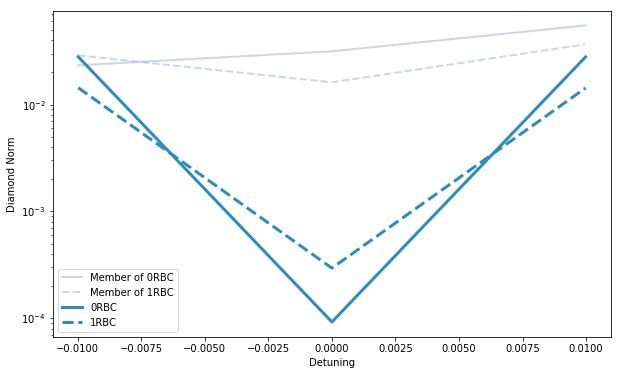 10⁻²
10⁻³
10⁻⁴
Diamond Norm
Member of 0RBC
Member of 1RBC
0RBC
1RBC
−0.0100 −0.0075 −0.0050 −0.0025 0.0000 0.0025 0.0050 0.0075 0.0100
Detuning